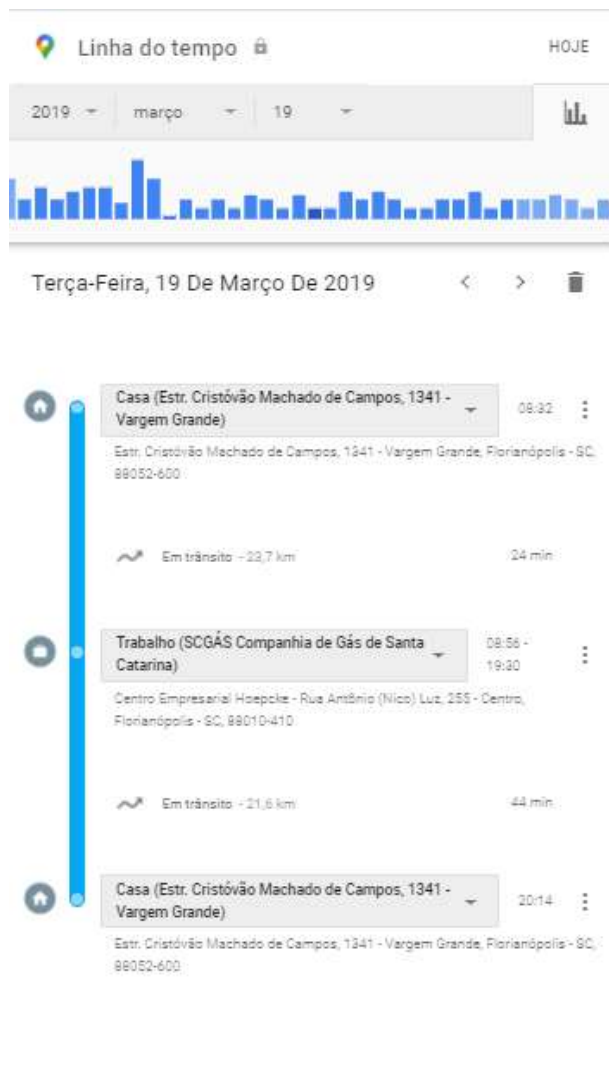 Linha do tempo
HOJE
2019
março
19
Terça-Feira, 19 De Março De 2019
Casa (Estr. Cristóvão Machado de Campos, 1341 -
Vargem Grande)
08:32
Estr. Cristóvão Machado de Campos, 1341 - Vargem Grande, Florianópolis - SC,
88052-600
Em trânsito - 23,7 km
24 min
Trabalho (SCGÁS Companhia de Gás de Santa
Catarina)
08:56 -
19:30
Centro Empresarial Hoepcke - Rua Antônio (Nico) Luz, 255 - Centro,
Florianópolis - SC, 88010-410
Em trânsito - 21,6 km
44 min
Casa (Estr. Cristóvão Machado de Campos, 1341 -
Vargem Grande)
20:14
Estr. Cristóvão Machado de Campos, 1341 - Vargem Grande, Florianópolis - SC,
88052-600